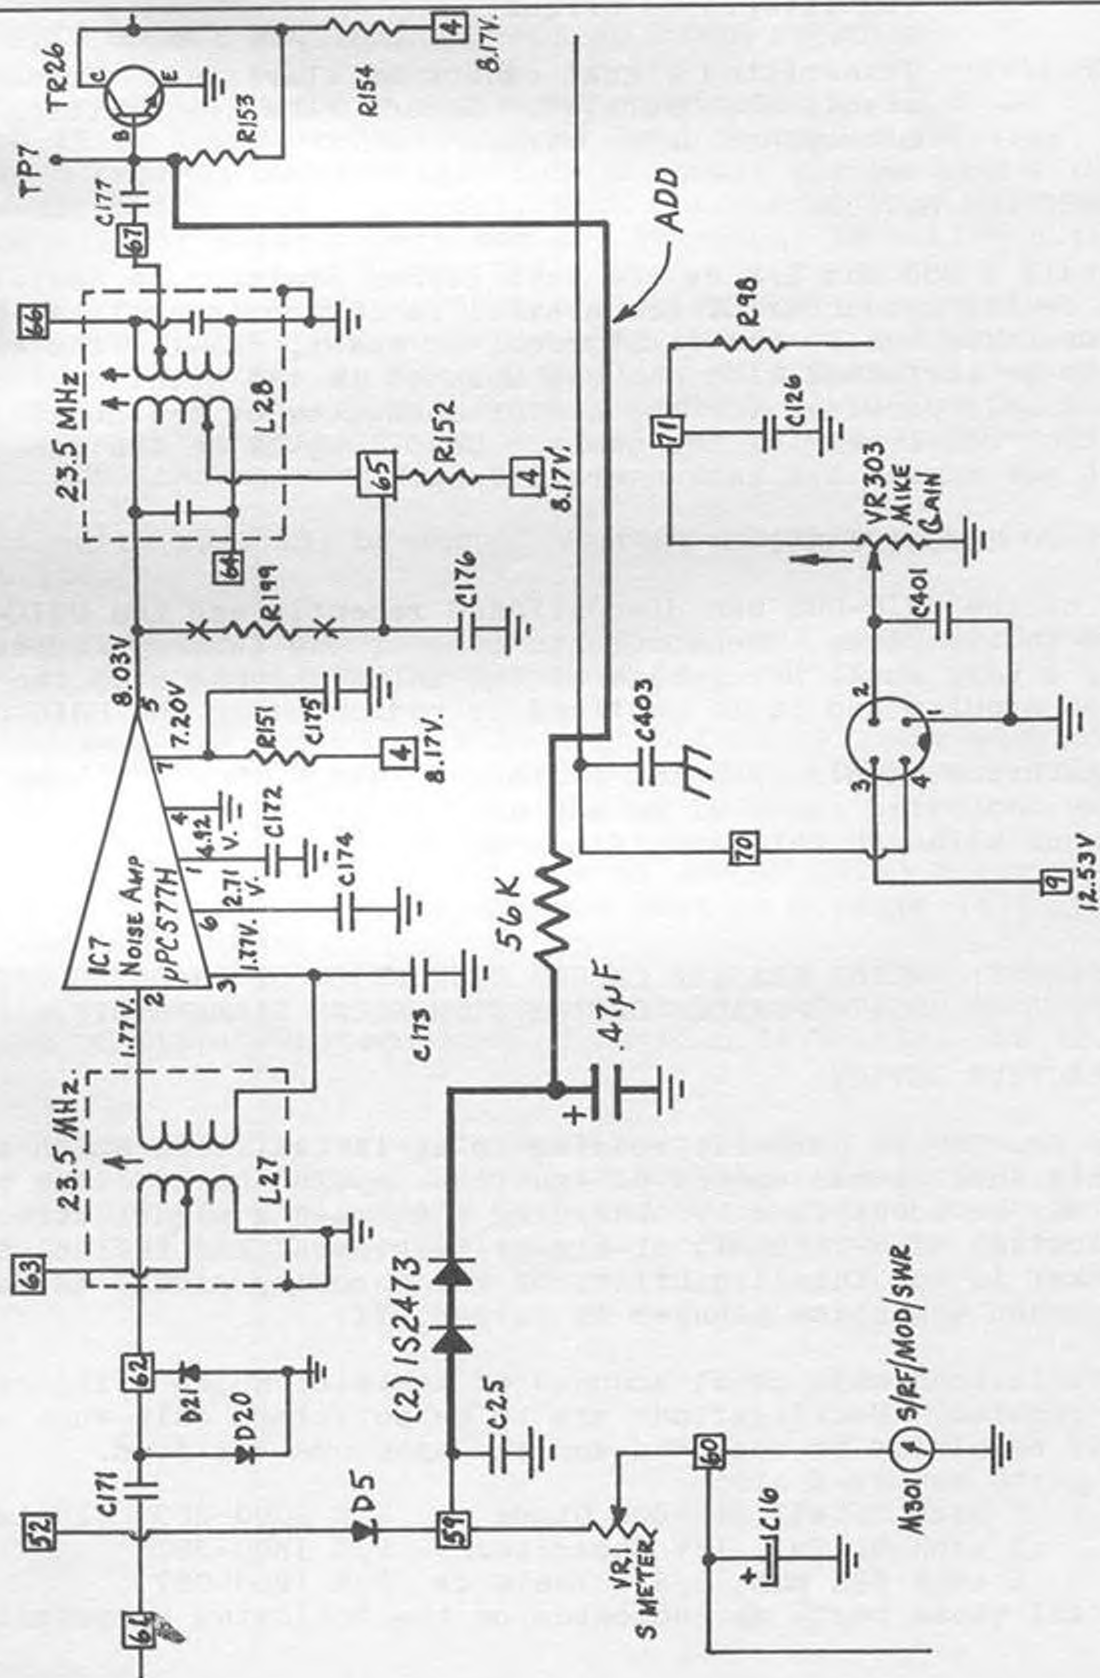 TR26
C
E
B
TP7
C177
67
R153
R154
4
8.17V.
ADD
66
23.5 MHz
L28
64
65
R152
4
8.17V.
R98
71
C126
VR303
MIKE
GAIN
C401
8.03V
5
R199
C176
7.20V
7
R151
C175
4
8.17V.
IC7
NOISE AMP
µPC577H
4
4.92
V.
1
C172
2.71
V.
6
C174
1.77V.
3
C173
1.77V.
2
C403
70
2
1
3
4
9
12.53V
56K
.47µF
+
23.5 MHz.
L27
63
62
D21
D20
C171
61
52
D5
(2) 1S2473
59
C25
VR1
S METER
60
+
C16
M301
S/RF/MOD/SWR